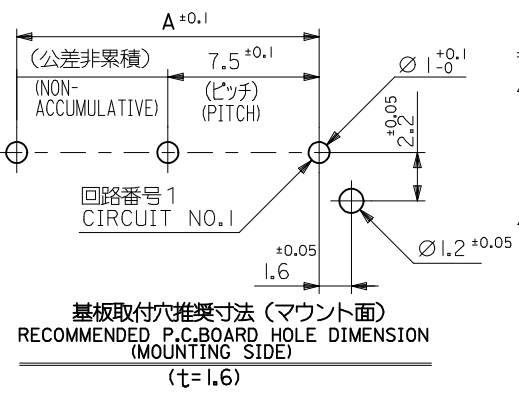 A ±0.1
(公差非累積)
(NON-
ACCUMULATIVE)
7.5 ±0.1
(ピッチ)
(PITCH)
∅ 1 +0.1 -0
2.2 ±0.05
回路番号1
CIRCUIT NO.1
±0.05
1.6
∅1.2 ±0.05
基板取付穴推奨寸法 (マウント面)
RECOMMENDED P.C.BOARD HOLE DIMENSION
(MOUNTING SIDE)
(t=1.6)